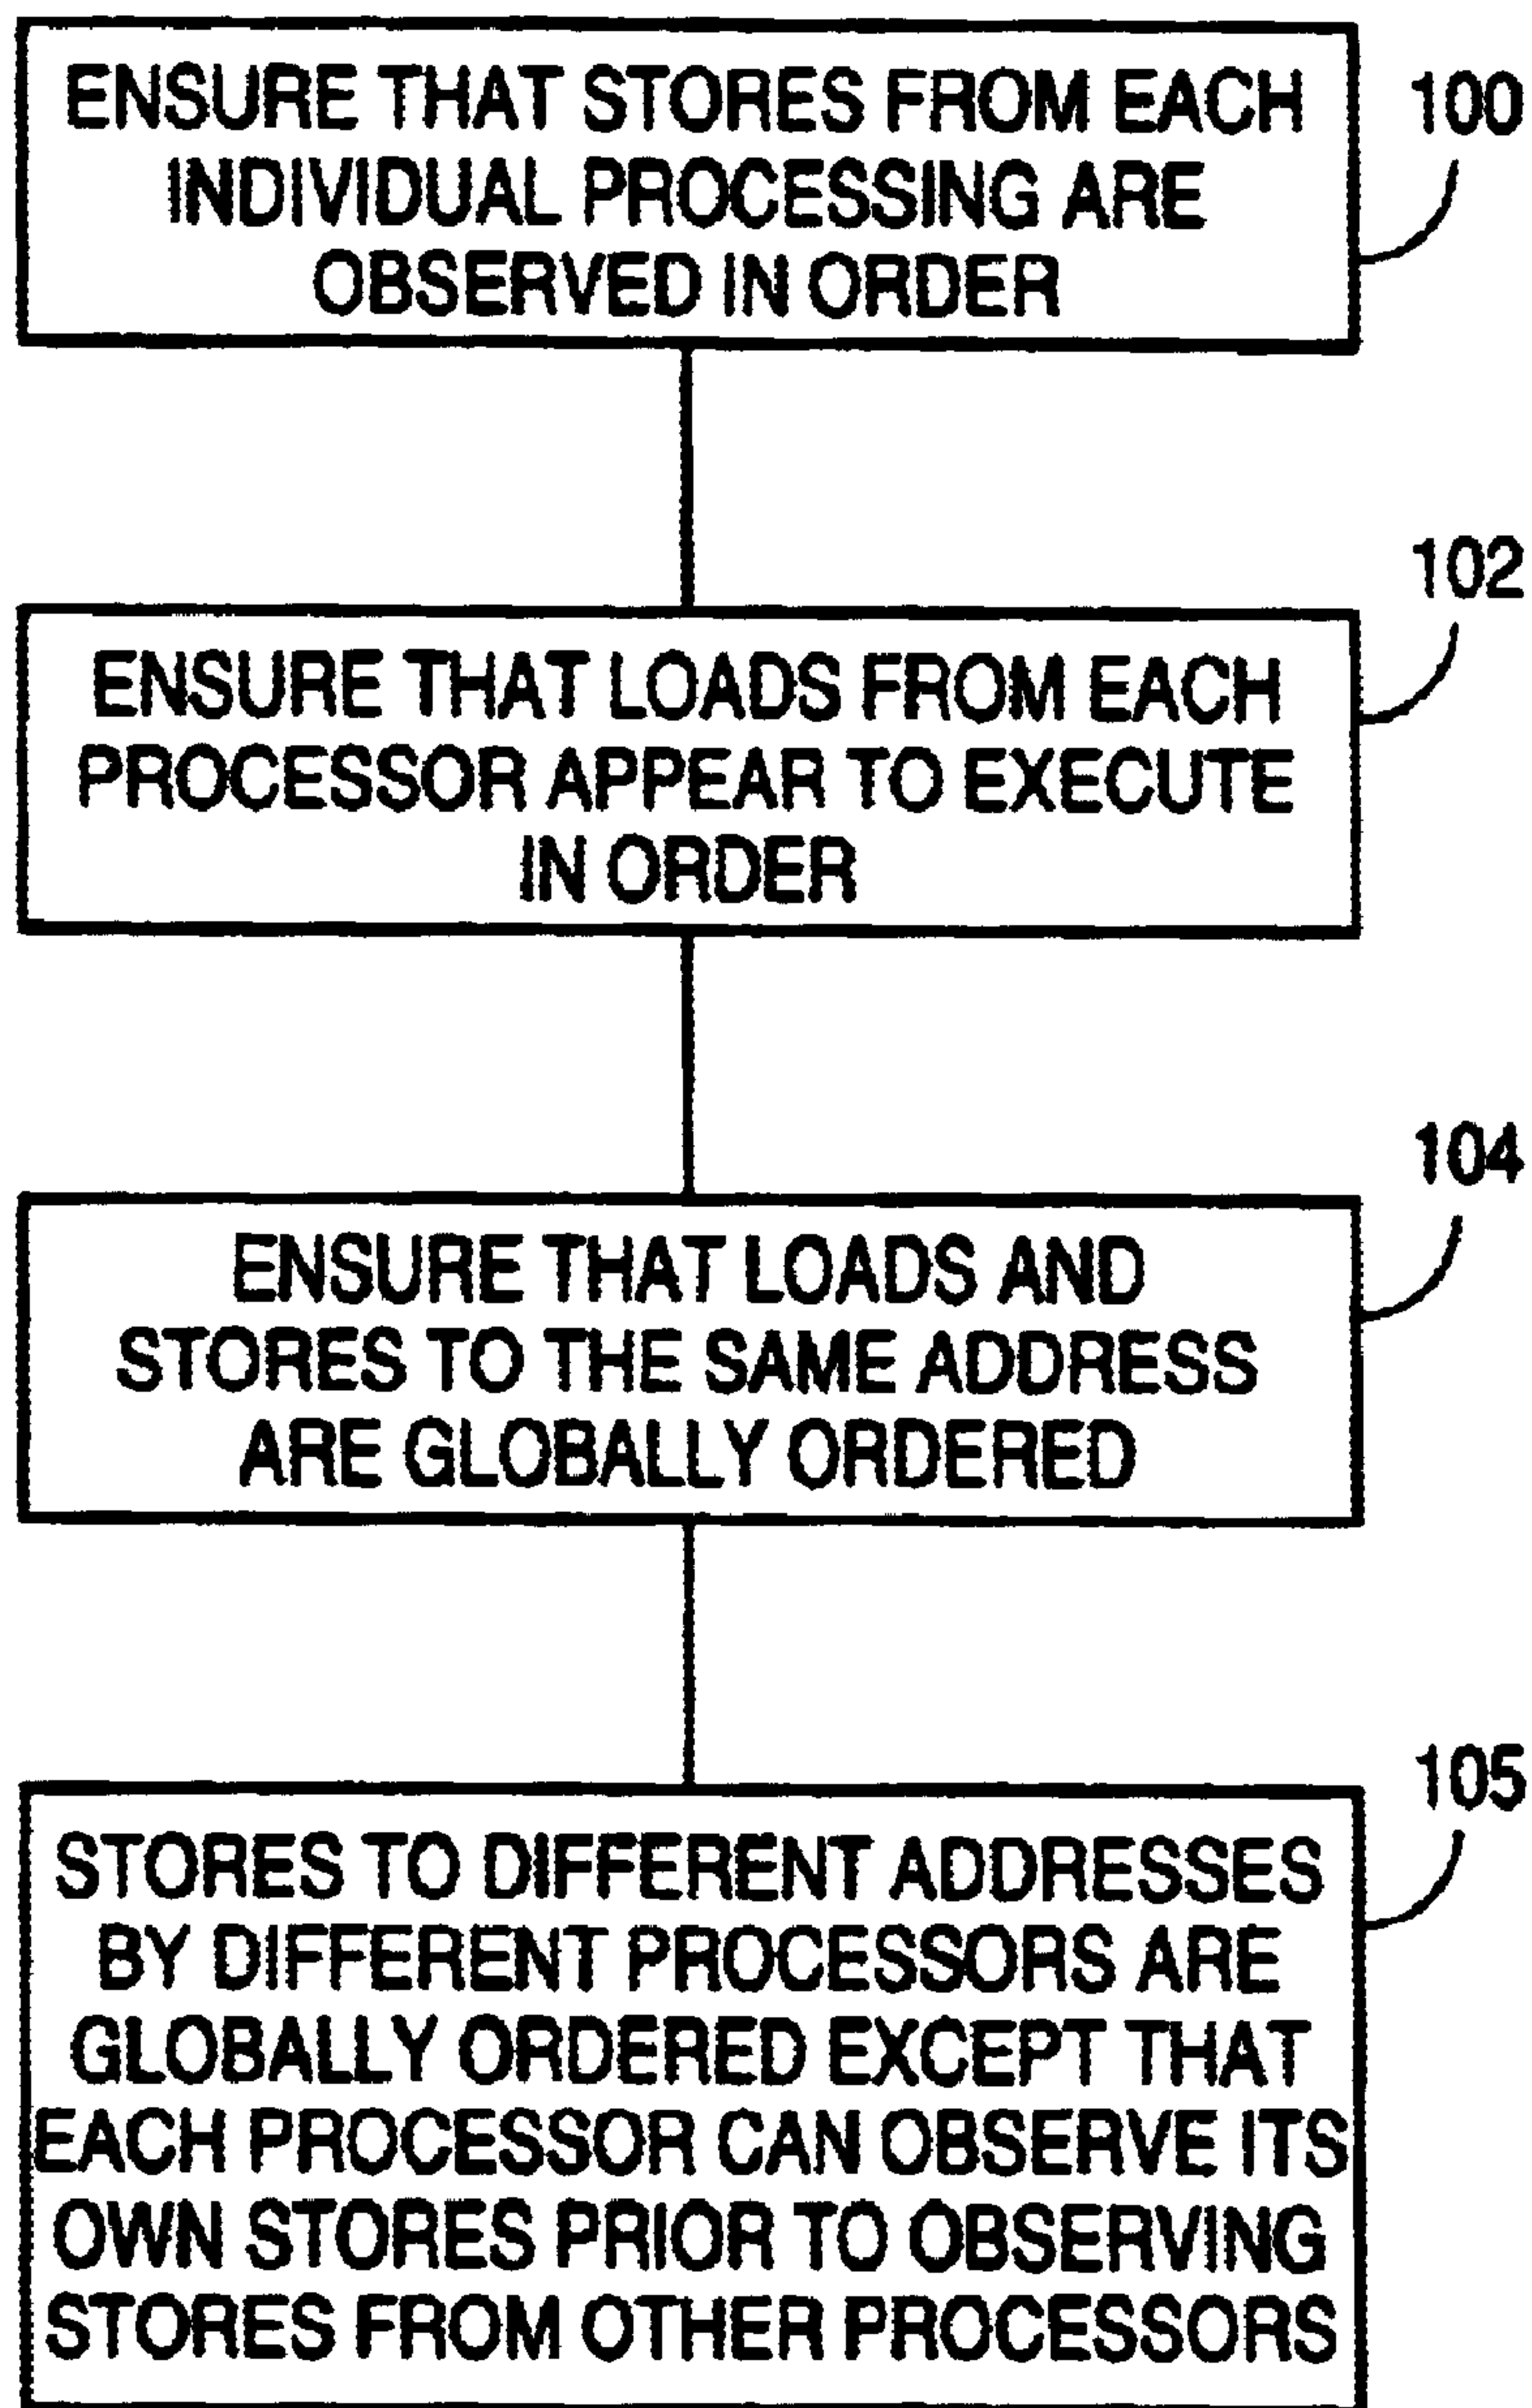 ENSURE THAT STORES FROM EACH
INDIVIDUAL PROCESSING ARE
OBSERVED IN ORDER
100
102
ENSURE THAT LOADS FROM EACH
PROCESSOR APPEAR TO EXECUTE
IN ORDER
104
ENSURE THAT LOADS AND
STORES TO THE SAME ADDRESS
ARE GLOBALLY ORDERED
105
STORES TO DIFFERENT ADDRESSES
BY DIFFERENT PROCESSORS ARE
GLOBALLY ORDERED EXCEPT THAT
EACH PROCESSOR CAN OBSERVE ITS
OWN STORES PRIOR TO OBSERVING
STORES FROM OTHER PROCESSORS